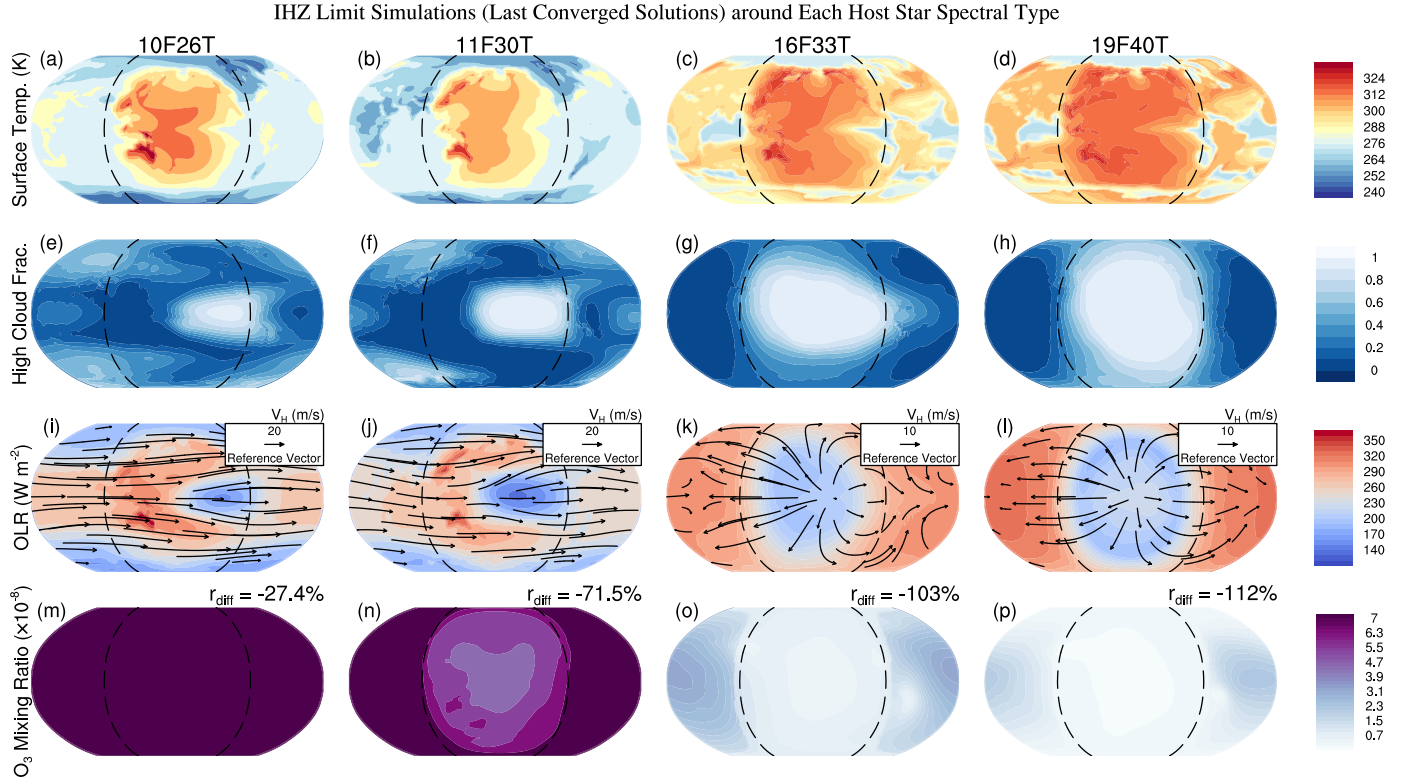 IHZ Limit Simulations (Last Converged Solutions) around Each Host Star Spectral Type
10F26T 11F30T 16F33T 19F40T
Surface Temp. (K)
(a) (b) (c) (d)
324
312
300
288
276
264
252
240
High Cloud Frac.
(e) (f) (g) (h)
1
0.8
0.6
0.4
0.2
0
OLR (W m⁻²)
(i) (j) (k) (l)
V_H (m/s) V_H (m/s) V_H (m/s) V_H (m/s)
20 20 10 10
Reference Vector Reference Vector Reference Vector Reference Vector
350
320
290
260
230
200
170
140
O₃ Mixing Ratio (×10⁻⁸)
(m) (n) (o) (p)
r_diff = -27.4% r_diff = -71.5% r_diff = -103% r_diff = -112%
7
6.3
5.5
4.7
3.9
3.1
2.3
1.5
0.7